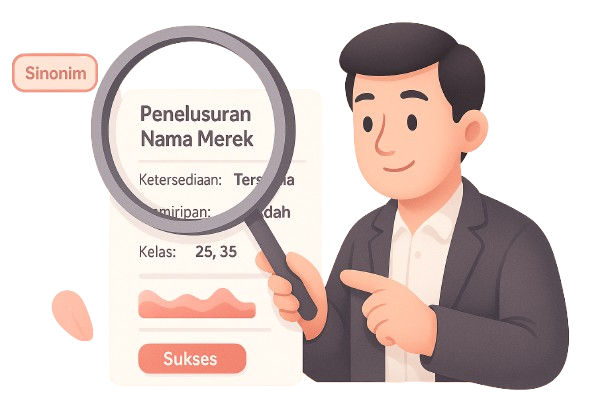 Sinonim
Penelusuran
Nama Merek
Ketersediaan:
Kelas: 25, 35
Sukses